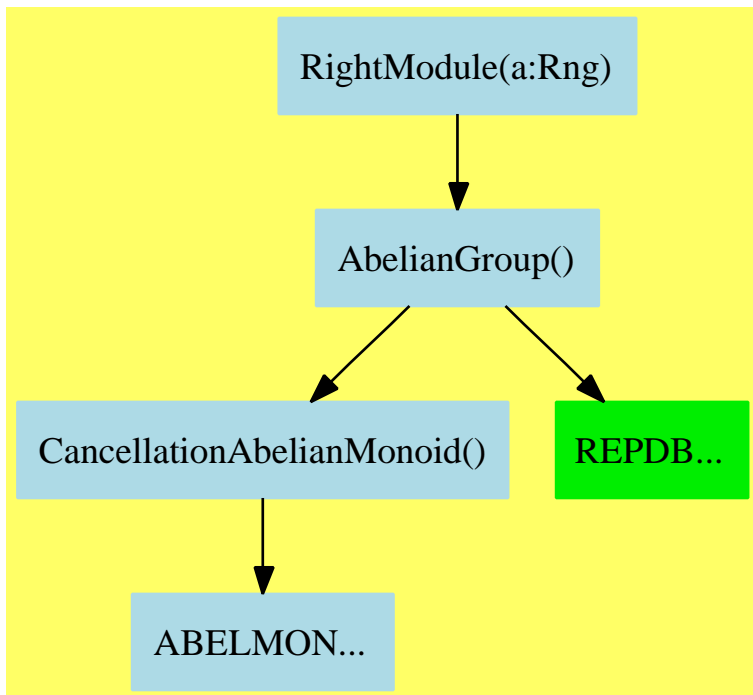 RightModule(a:Rng)
AbelianGroup()
CancellationAbelianMonoid()
REPDB...
ABELMON...